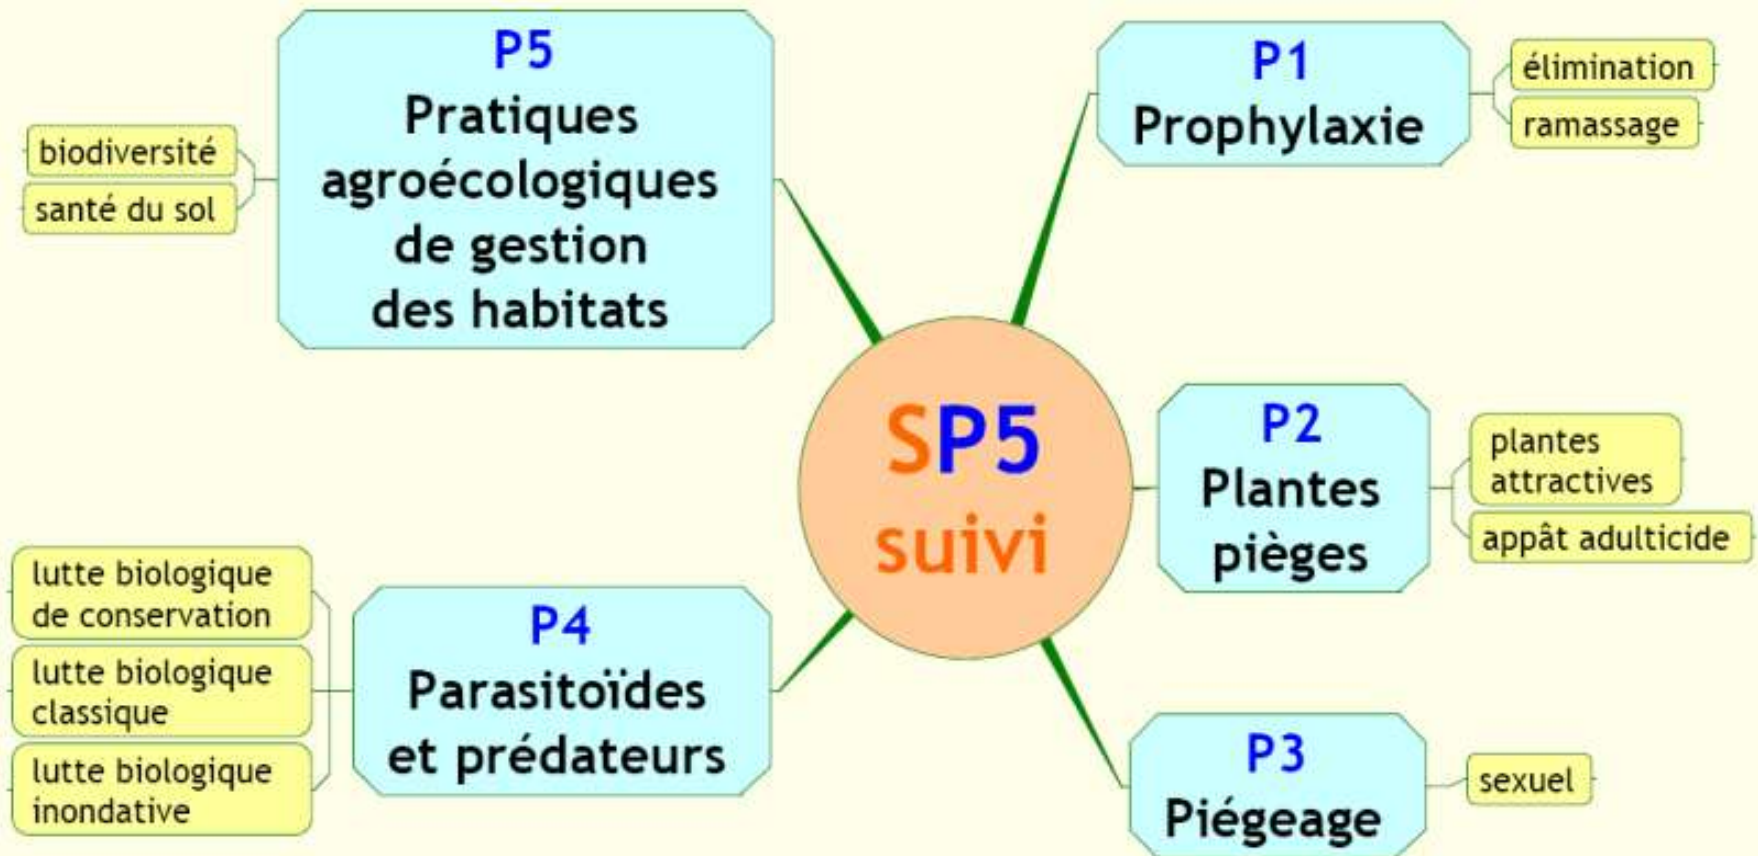 P5
Pratiques
agroécologiques
de gestion
des habitats
biodiversité
santé du sol
P1
Prophylaxie
élimination
ramassage
SP5
suivi
P2
Plantes
pièges
plantes
attractives
appât adulticide
P4
Parasitoïdes
et prédateurs
lutte biologique
de conservation
lutte biologique
classique
lutte biologique
inondative
P3
Piégeage
sexuel